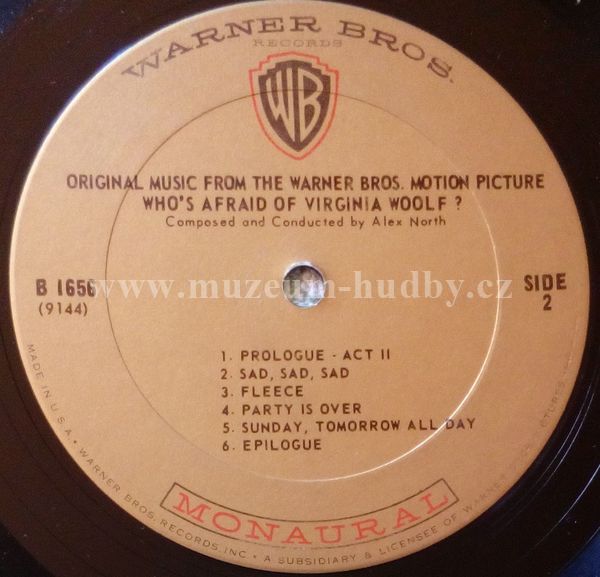 WARNER BROS.
RECORDS
WB
ORIGINAL MUSIC FROM THE WARNER BROS. MOTION PICTURE
WHO'S AFRAID OF VIRGINIA WOOLF ?
Composed and Conducted by Alex North
B 1656
(9144)
www.muzeum-hudby.cz
SIDE
2
1. PROLOGUE - ACT II
2. SAD, SAD, SAD
3. FLEECE
4. PARTY IS OVER
5. SUNDAY, TOMORROW ALL DAY
6. EPILOGUE
MONAURAL
MADE IN U.S.A. • WARNER BROS. RECORDS, INC. • A SUBSIDIARY & LICENSEE OF WARNER